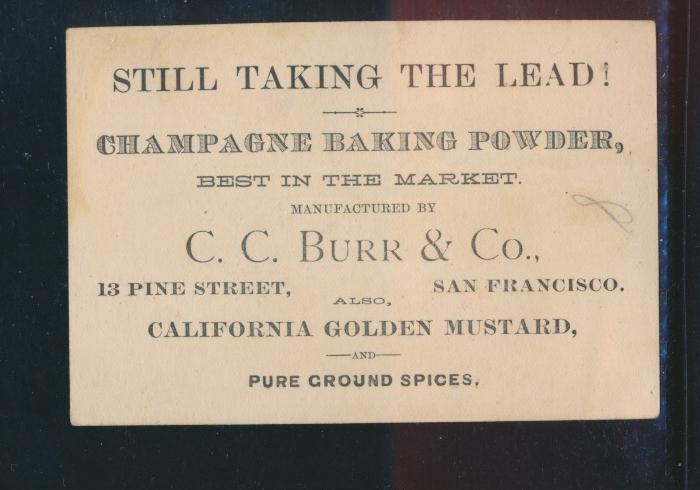 STILL TAKING THE LEAD!
CHAMPAGNE BAKING POWDER,
BEST IN THE MARKET.
MANUFACTURED BY
C. C. BURR & CO.,
13 PINE STREET, SAN FRANCISCO.
ALSO,
CALIFORNIA GOLDEN MUSTARD,
—AND—
PURE GROUND SPICES.